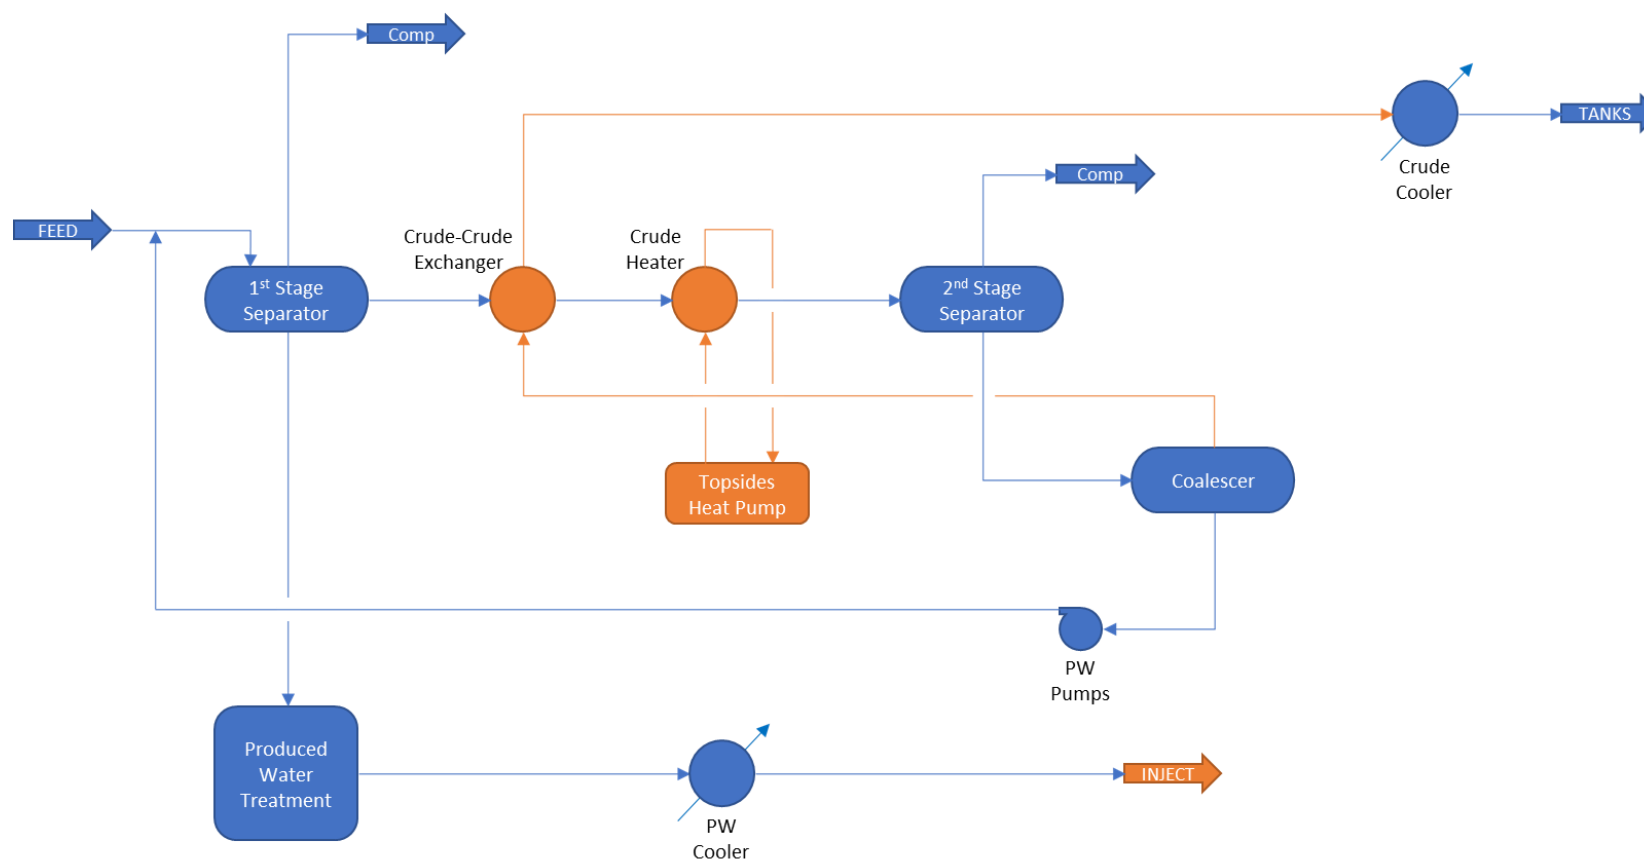 Comp
TANKS
Crude
Cooler
Comp
FEED
Crude-Crude
Exchanger
Crude
Heater
1st Stage
Separator
2nd Stage
Separator
Topsides
Heat Pump
Coalescer
PW
Pumps
Produced
Water
Treatment
INJECT
PW
Cooler